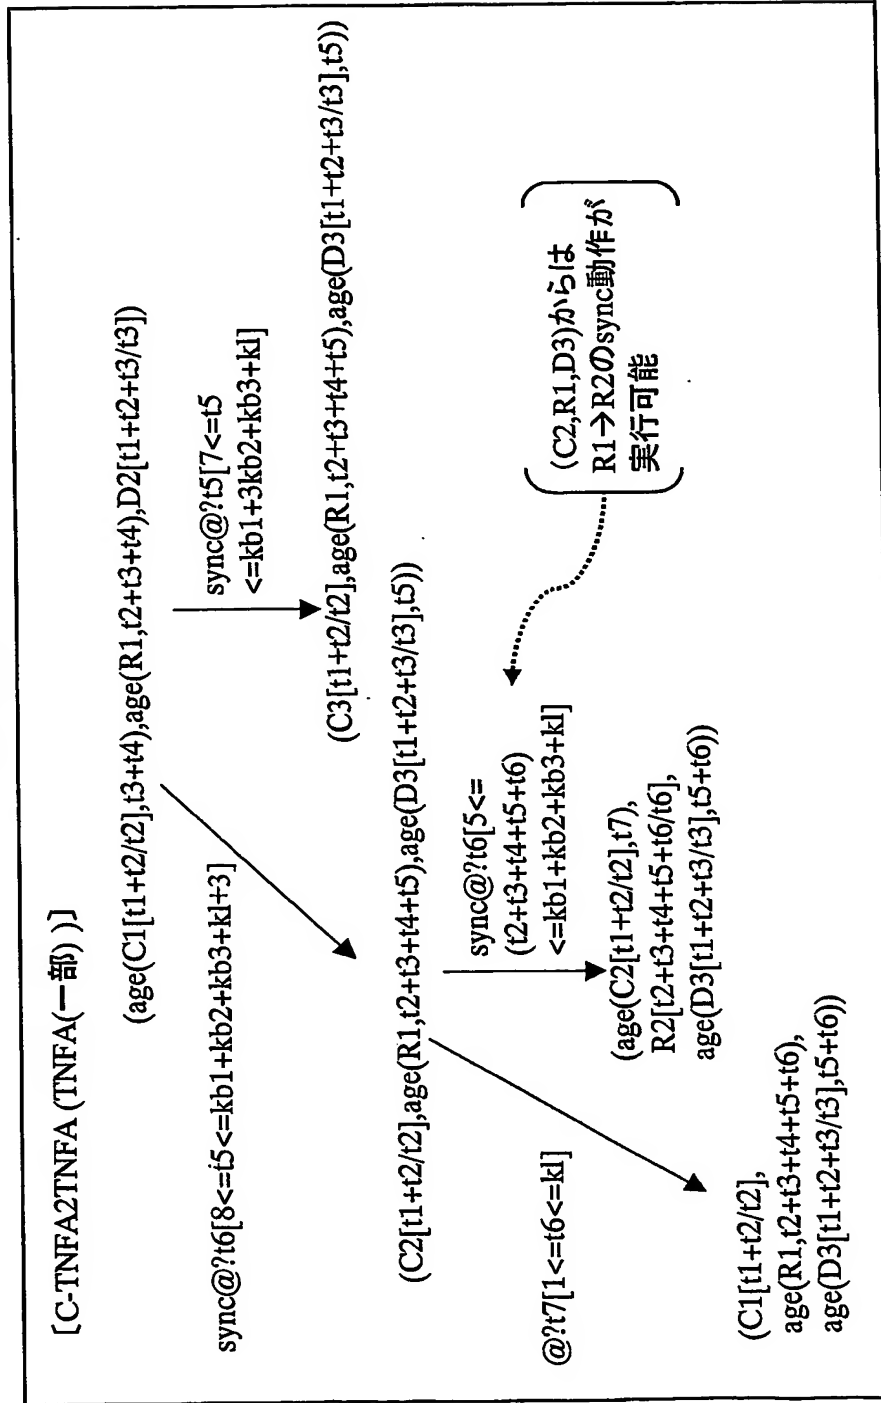 [C-TNFA2TNFA (TNFA(一部) )]
(age(C1[t1+t2/t2],t3+t4),age(R1,t2+t3+t4),D2[t1+t2+t3/t3])
sync@?t6[8<=t5<=kb1+kb2+kb3+kl+3]
sync@?t5[7<=t5
<=kb1+3kb2+kb3+kl]
(C3[t1+t2/t2],age(R1,t2+t3+t4+t5),age(D3[t1+t2+t3/t3],t5))
(C2[t1+t2/t2],age(R1,t2+t3+t4+t5),age(D3[t1+t2+t3/t3],t5))
@?t7[1<=t6<=kl]
sync@?t6[5<=
(t2+t3+t4+t5+t6)
<=kb1+kb2+kb3+kl]
(C2,R1,D3)からは
R1→R2のsync動作が
実行可能
(age(C2[t1+t2/t2],t7),
R2[t2+t3+t4+t5+t6/t6],
age(D3[t1+t2+t3/t3],t5+t6))
(C1[t1+t2/t2],
age(R1,t2+t3+t4+t5+t6),
age(D3[t1+t2+t3/t3],t5+t6))